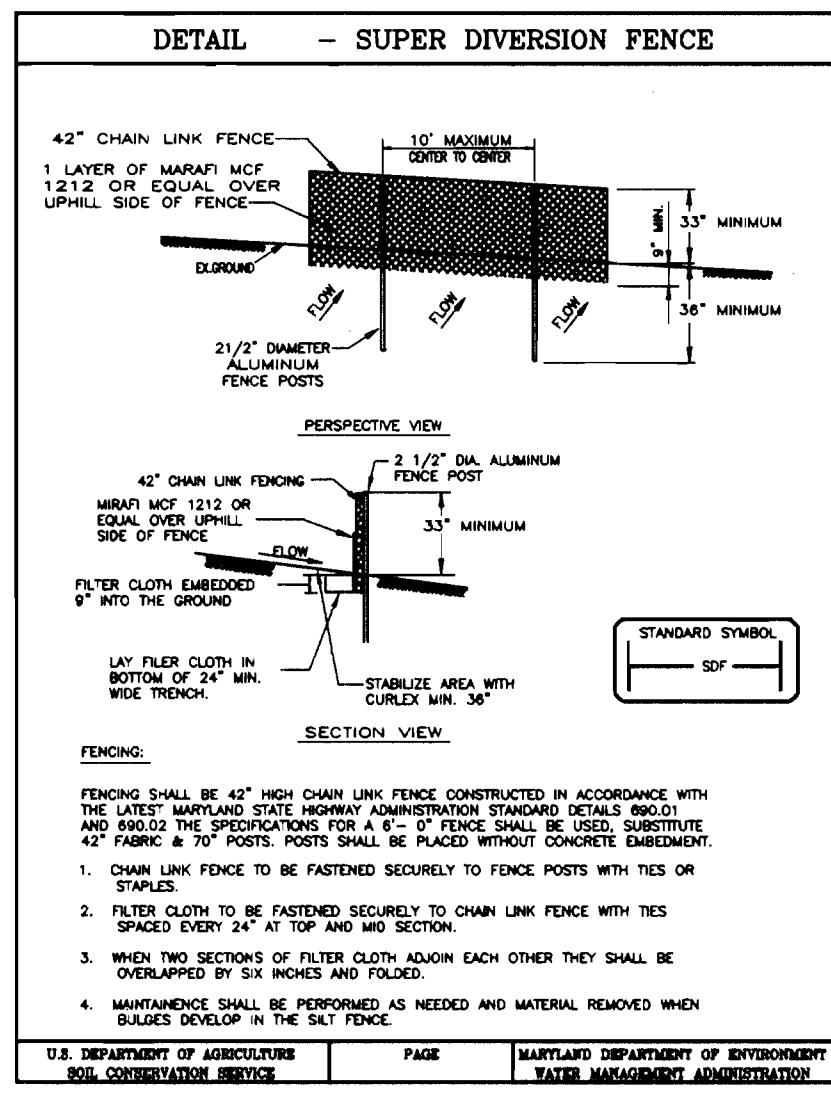 DETAIL - SUPER DIVERSION FENCE
42" CHAIN LINK FENCE
10' MAXIMUM
CENTER TO CENTER
1 LAYER OF MARAFI MCF
1212 OR EQUAL OVER
UPHILL SIDE OF FENCE
9" MIN.
33" MINIMUM
EX.GROUND
FLOW
FLOW
FLOW
36" MINIMUM
21/2" DIAMETER
ALUMINUM
FENCE POSTS
PERSPECTIVE VIEW
2 1/2" DIA. ALUMINUM
FENCE POST
42" CHAIN LINK FENCING
MIRAFI MCF 1212 OR
EQUAL OVER UPHILL
SIDE OF FENCE
33" MINIMUM
FLOW
FILTER CLOTH EMBEDDED
9" INTO THE GROUND
STANDARD SYMBOL
SDF
LAY FILER CLOTH IN
BOTTOM OF 24" MIN.
WIDE TRENCH.
STABILIZE AREA WITH
CURLEX MIN. 36"
SECTION VIEW
FENCING:
FENCING SHALL BE 42" HIGH CHAIN LINK FENCE CONSTRUCTED IN ACCORDANCE WITH
THE LATEST MARYLAND STATE HIGHWAY ADMINISTRATION STANDARD DETAILS 690.01
AND 690.02 THE SPECIFICATIONS FOR A 6'- 0" FENCE SHALL BE USED, SUBSTITUTE
42" FABRIC & 70" POSTS. POSTS SHALL BE PLACED WITHOUT CONCRETE EMBEDMENT.
1. CHAIN LINK FENCE TO BE FASTENED SECURELY TO FENCE POSTS WITH TIES OR
STAPLES.
2. FILTER CLOTH TO BE FASTENED SECURELY TO CHAIN LINK FENCE WITH TIES
SPACED EVERY 24" AT TOP AND MID SECTION.
3. WHEN TWO SECTIONS OF FILTER CLOTH ADJOIN EACH OTHER THEY SHALL BE
OVERLAPPED BY SIX INCHES AND FOLDED.
4. MAINTAINENCE SHALL BE PERFORMED AS NEEDED AND MATERIAL REMOVED WHEN
BULGES DEVELOP IN THE SILT FENCE.
U.S. DEPARTMENT OF AGRICULTURE
SOIL CONSERVATION SERVICE
PAGE
MARYLAND DEPARTMENT OF ENVIRONMENT
WATER MANAGEMENT ADMINISTRATION